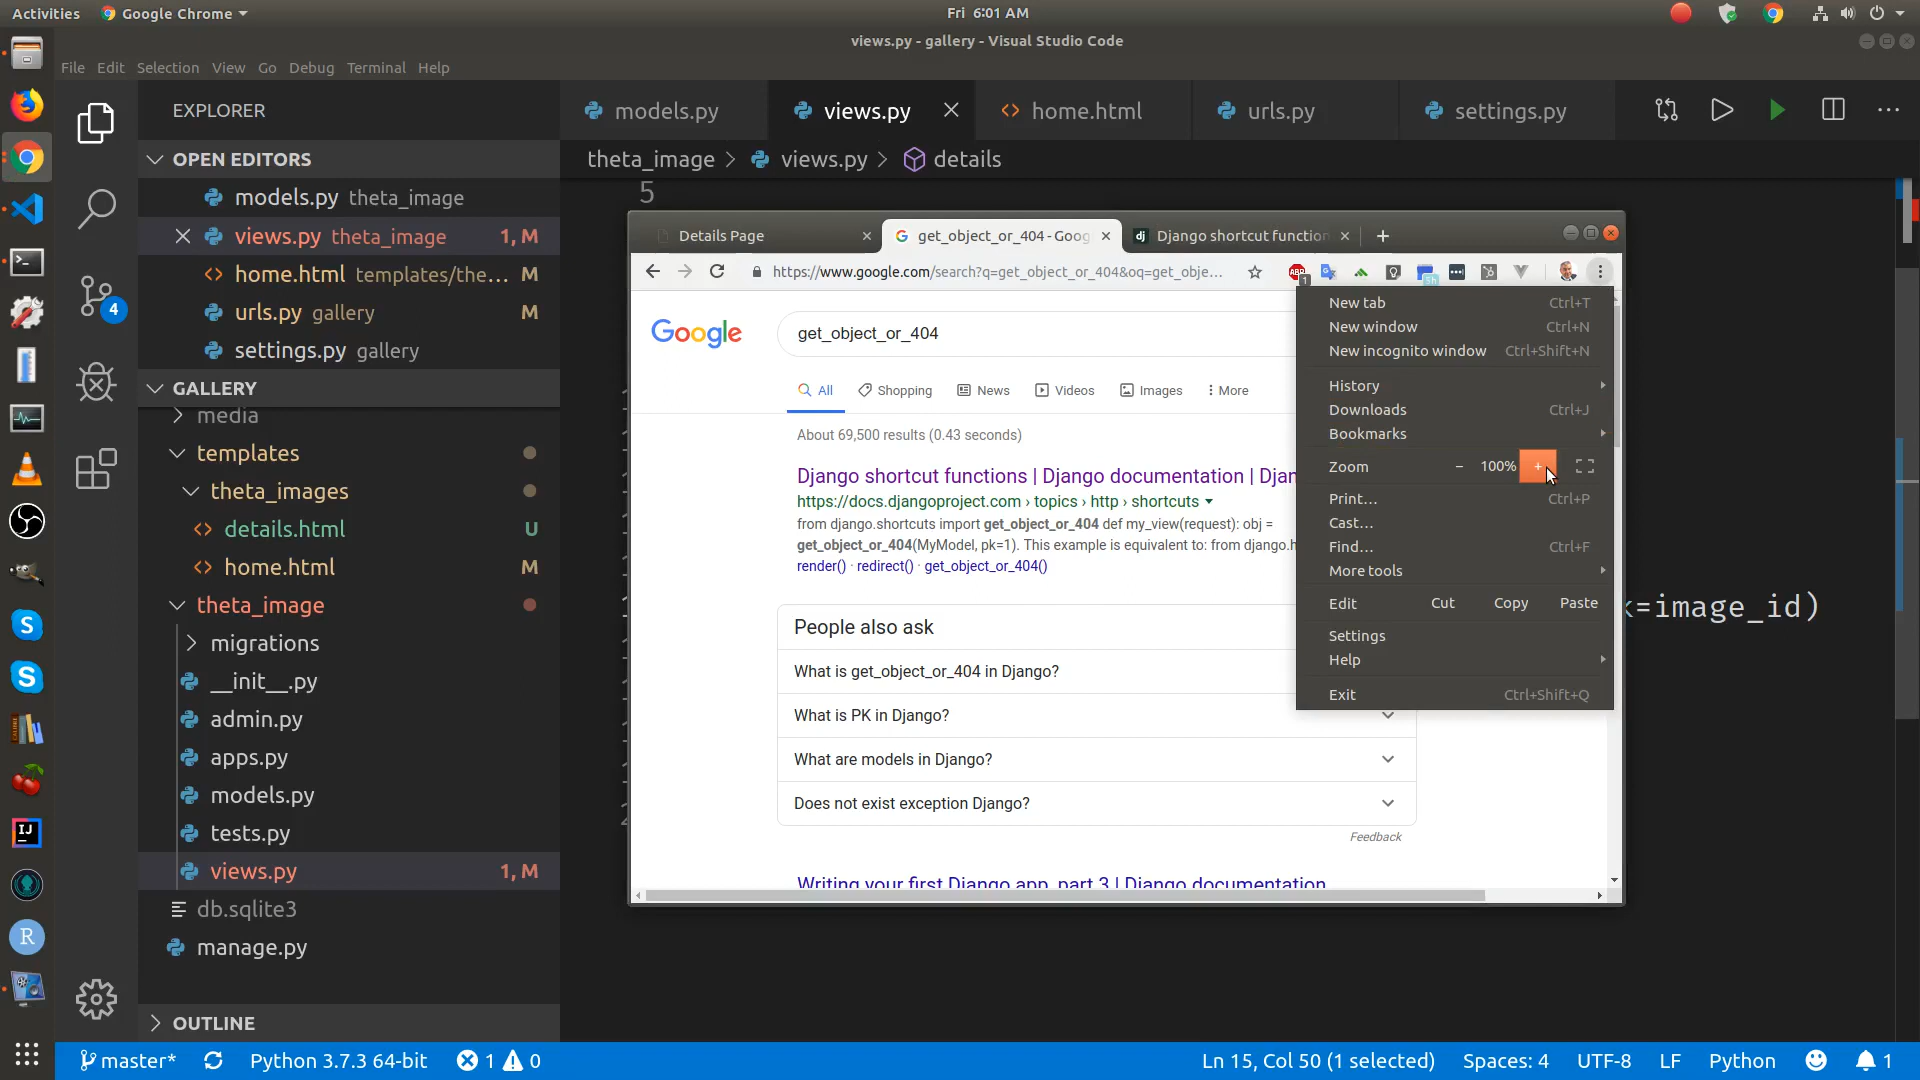 Activities
Google Chrome
Fri 6:01 AM
views.py - gallery - Visual Studio Code
File Edit Selection View Go Debug Terminal Help
EXPLORER
models.py
views.py
home.html
urls.py
settings.py
OPEN EDITORS
theta_image > views.py > details
models.py theta_image
views.py theta_image 1, M
home.html templates/the... M
urls.py gallery M
settings.py gallery
4
GALLERY
media
templates
theta_images
details.html U
home.html M
theta_image
migrations
__init__.py
admin.py
apps.py
models.py
tests.py
views.py 1, M
db.sqlite3
manage.py
OUTLINE
5
=image_id)
Details Page
get_object_or_404 - Goog
Django shortcut function
https://www.google.com/search?q=get_object_or_404&oq=get_obje...
ABP
1
5h
Google
get_object_or_404
All Shopping News Videos Images More
About 69,500 results (0.43 seconds)
Django shortcut functions | Django documentation | Djan
https://docs.djangoproject.com › topics › http › shortcuts
from django.shortcuts import get_object_or_404 def my_view(request): obj =
get_object_or_404(MyModel, pk=1). This example is equivalent to: from django.h
render() · redirect() · get_object_or_404()
People also ask
What is get_object_or_404 in Django?
What is PK in Django?
What are models in Django?
Does not exist exception Django?
Feedback
Writing your first Django app, part 3 | Django documentation
New tab Ctrl+T
New window Ctrl+N
New incognito window Ctrl+Shift+N
History
Downloads Ctrl+J
Bookmarks
Zoom − 100% +
Print... Ctrl+P
Cast...
Find... Ctrl+F
More tools
Edit Cut Copy Paste
Settings
Help
Exit Ctrl+Shift+Q
IJ
R
dj
master*
Python 3.7.3 64-bit
1 0
Ln 15, Col 50 (1 selected)
Spaces: 4
UTF-8
LF
Python
1